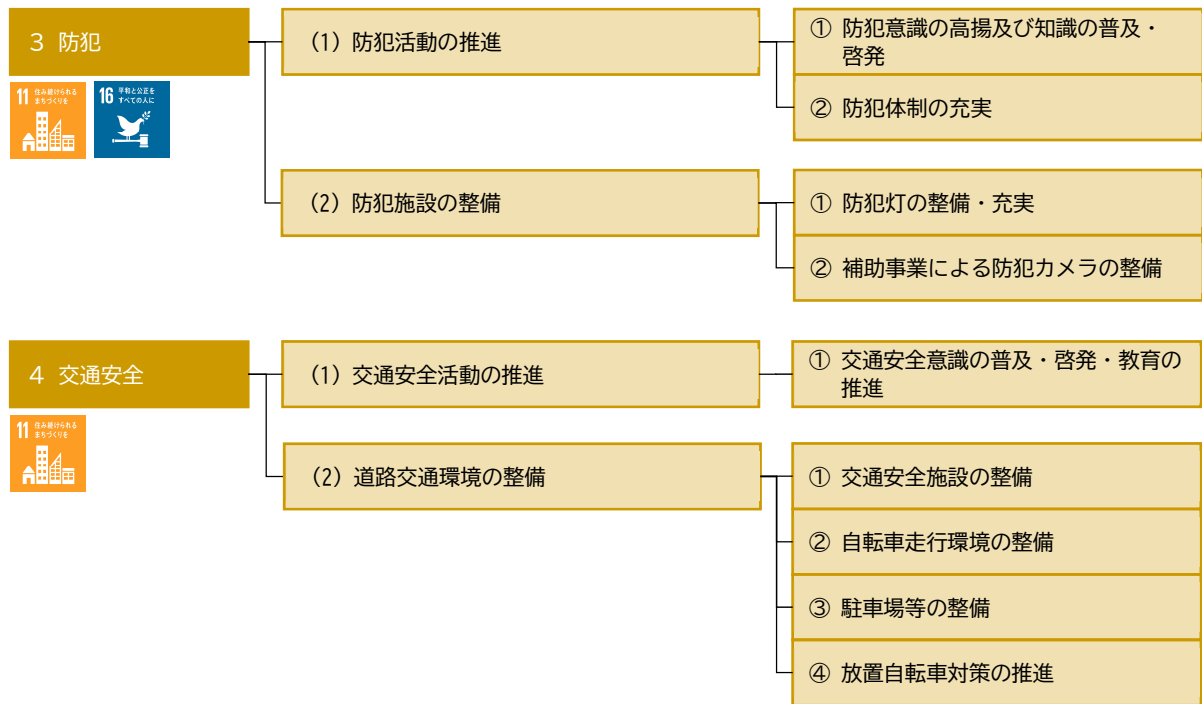 3 防犯
(1) 防犯活動の推進
① 防犯意識の高揚及び知識の普及・
啓発
② 防犯体制の充実
11 住み続けられる
まちづくりを
16 平和と公正を
すべての人に
(2) 防犯施設の整備
① 防犯灯の整備・充実
② 補助事業による防犯カメラの整備
4 交通安全
(1) 交通安全活動の推進
① 交通安全意識の普及・啓発・教育の
推進
11 住み続けられる
まちづくりを
(2) 道路交通環境の整備
① 交通安全施設の整備
② 自転車走行環境の整備
③ 駐車場等の整備
④ 放置自転車対策の推進